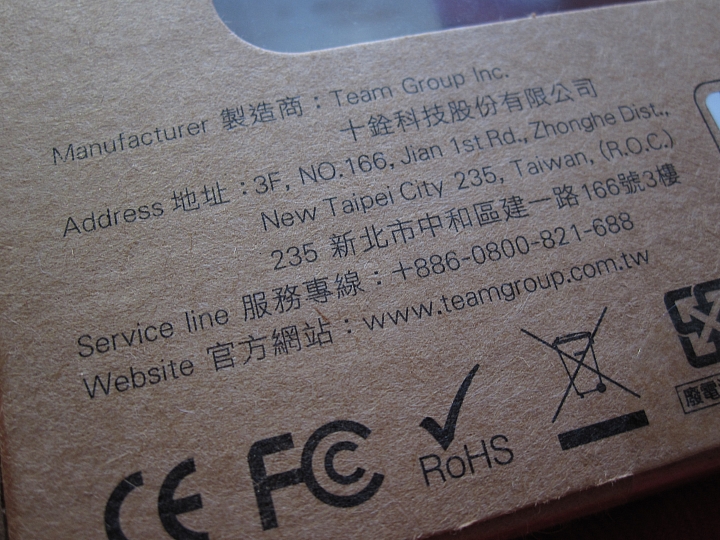 Manufacturer 製造商：Team Group Inc.
十銓科技股份有限公司
Address 地址：3F, NO.166, Jian 1st Rd., Zhonghe Dist.,
New Taipei City 235, Taiwan, (R.O.C.)
235 新北市中和區建一路166號3樓
Service line 服務專線：+886-0800-821-688
Website 官方網站：www.teamgroup.com.tw
CE FC RoHS
廢電